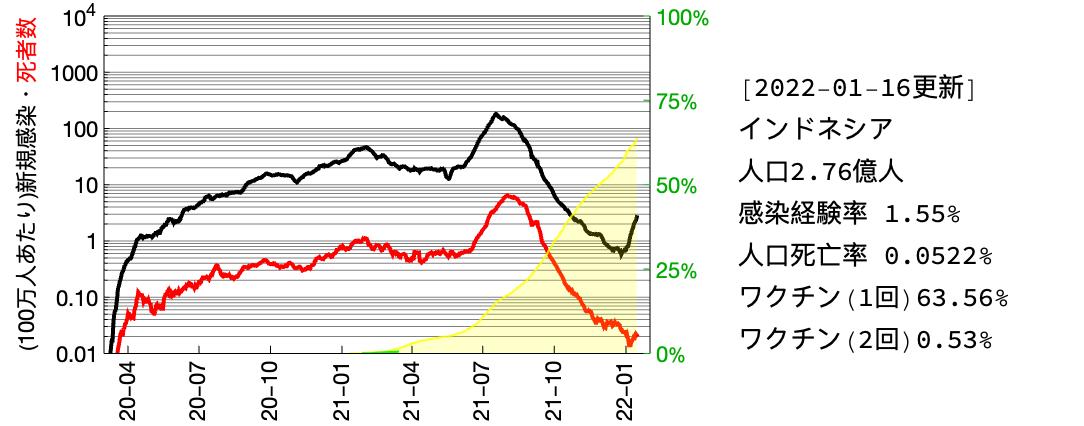 (100万人あたり)新規感染・死者数
10⁴
1000
100
10
1
0.10
0.01
100%
75%
50%
25%
0%
20-04
20-07
20-10
21-01
21-04
21-07
21-10
22-01
[2022-01-16更新]
インドネシア
人口2.76億人
感染経験率 1.55%
人口死亡率 0.0522%
ワクチン(1回)63.56%
ワクチン(2回)0.53%